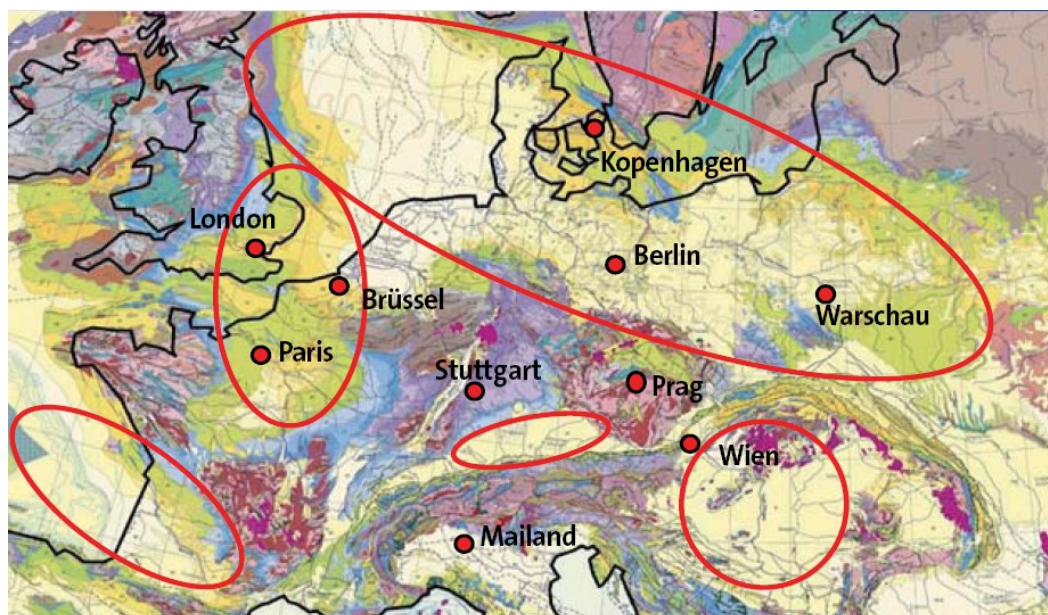 Kopenhagen
London
Berlin
Brüssel
Warschau
Paris
Stuttgart
Prag
Wien
Mailand